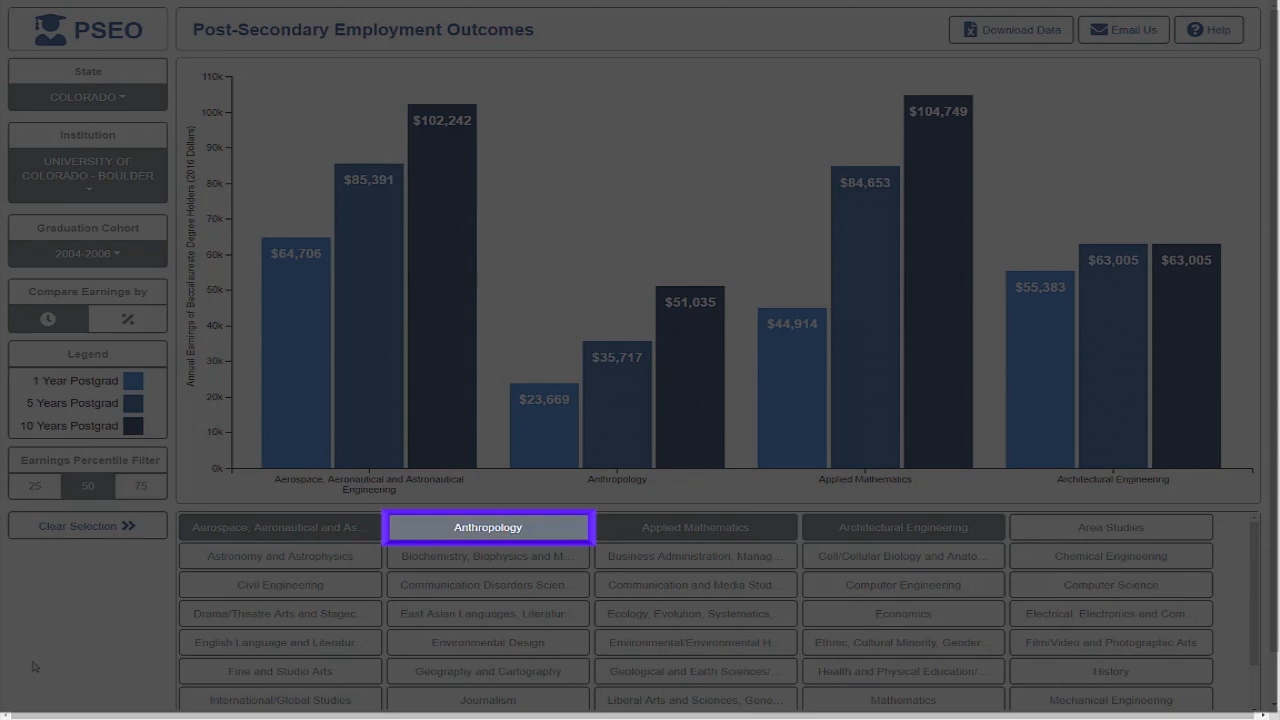 PSEO
Post-Secondary Employment Outcomes
Download Data
Email Us
Help
State
COLORADO
Institution
UNIVERSITY OF
COLORADO - BOULDER
Graduation Cohort
2004-2006
Compare Earnings by
%
Legend
1 Year Postgrad
5 Years Postgrad
10 Years Postgrad
Earnings Percentile Filter
25 50 75
Clear Selection
Annual Earnings of Baccalaureate Degree Holders (2016 Dollars)
110k
100k
90k
80k
70k
60k
50k
40k
30k
20k
10k
0k
$64,706
$85,391
$102,242
$23,669
$35,717
$51,035
$44,914
$84,653
$104,749
$55,383
$63,005
$63,005
Aerospace, Aeronautical and Astronautical
Engineering
Anthropology
Applied Mathematics
Architectural Engineering
Aerospace, Aeronautical and As... Anthropology Applied Mathematics Architectural Engineering Area Studies
Astronomy and Astrophysics Biochemistry, Biophysics and M... Business Administration, Manag... Cell/Cellular Biology and Anato... Chemical Engineering
Civil Engineering Communication Disorders Scien... Communication and Media Stud... Computer Engineering Computer Science
Drama/Theatre Arts and Stagec... East Asian Languages, Literatur... Ecology, Evolution, Systematics,... Economics Electrical, Electronics and Com...
English Language and Literatur... Environmental Design Environmental/Environmental H... Ethnic, Cultural Minority, Gender... Film/Video and Photographic Arts
Fine and Studio Arts Geography and Cartography Geological and Earth Sciences/... Health and Physical Education/... History
International/Global Studies Journalism Liberal Arts and Sciences, Gene... Mathematics Mechanical Engineering